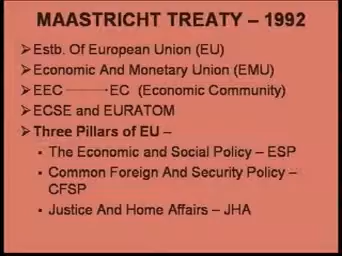 MAASTRICHT TREATY – 1992
➢ Estb. Of European Union (EU)
➢ Economic And Monetary Union (EMU)
➢ EEC ⟶ EC (Economic Community)
➢ ECSE and EURATOM
➢ Three Pillars of EU –
▪ The Economic and Social Policy – ESP
▪ Common Foreign And Security Policy –
CFSP
▪ Justice And Home Affairs – JHA